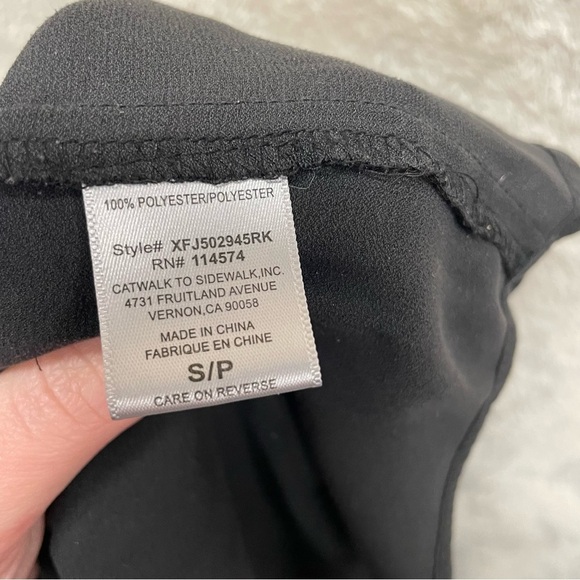 100% POLYESTER/POLYESTER
Style# XFJ502945RK
RN# 114574
CATWALK TO SIDEWALK,INC.
4731 FRUITLAND AVENUE
VERNON,CA 90058
MADE IN CHINA
FABRIQUE EN CHINE
S/P
CARE ON REVERSE